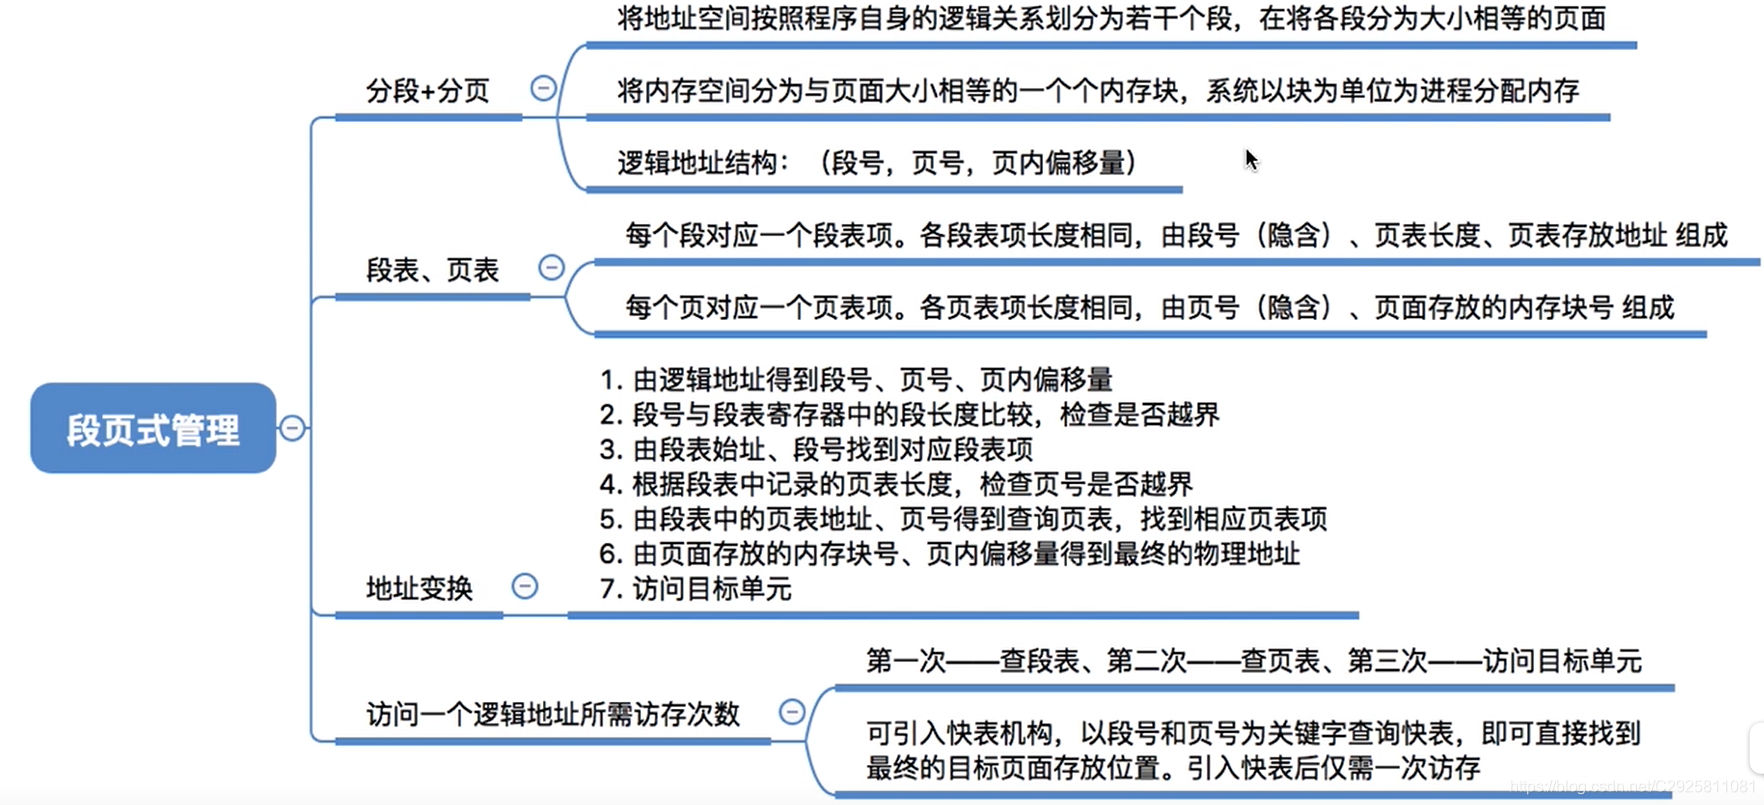 将地址空间按照程序自身的逻辑关系划分为若干个段，在将各段分为大小相等的页面
分段+分页
将内存空间分为与页面大小相等的一个个内存块，系统以块为单位为进程分配内存
逻辑地址结构：（段号，页号，页内偏移量）
每个段对应一个段表项。各段表项长度相同，由段号（隐含）、页表长度、页表存放地址 组成
段表、页表
每个页对应一个页表项。各页表项长度相同，由页号（隐含）、页面存放的内存块号 组成
段页式管理
1. 由逻辑地址得到段号、页号、页内偏移量
2. 段号与段表寄存器中的段长度比较，检查是否越界
3. 由段表始址、段号找到对应段表项
4. 根据段表中记录的页表长度，检查页号是否越界
5. 由段表中的页表地址、页号得到查询页表，找到相应页表项
6. 由页面存放的内存块号、页内偏移量得到最终的物理地址
7. 访问目标单元
地址变换
第一次——查段表、第二次——查页表、第三次——访问目标单元
访问一个逻辑地址所需访存次数
可引入快表机构，以段号和页号为关键字查询快表，即可直接找到
最终的目标页面存放位置。引入快表后仅需一次访存
https://blog.csdn.net/C2925811081